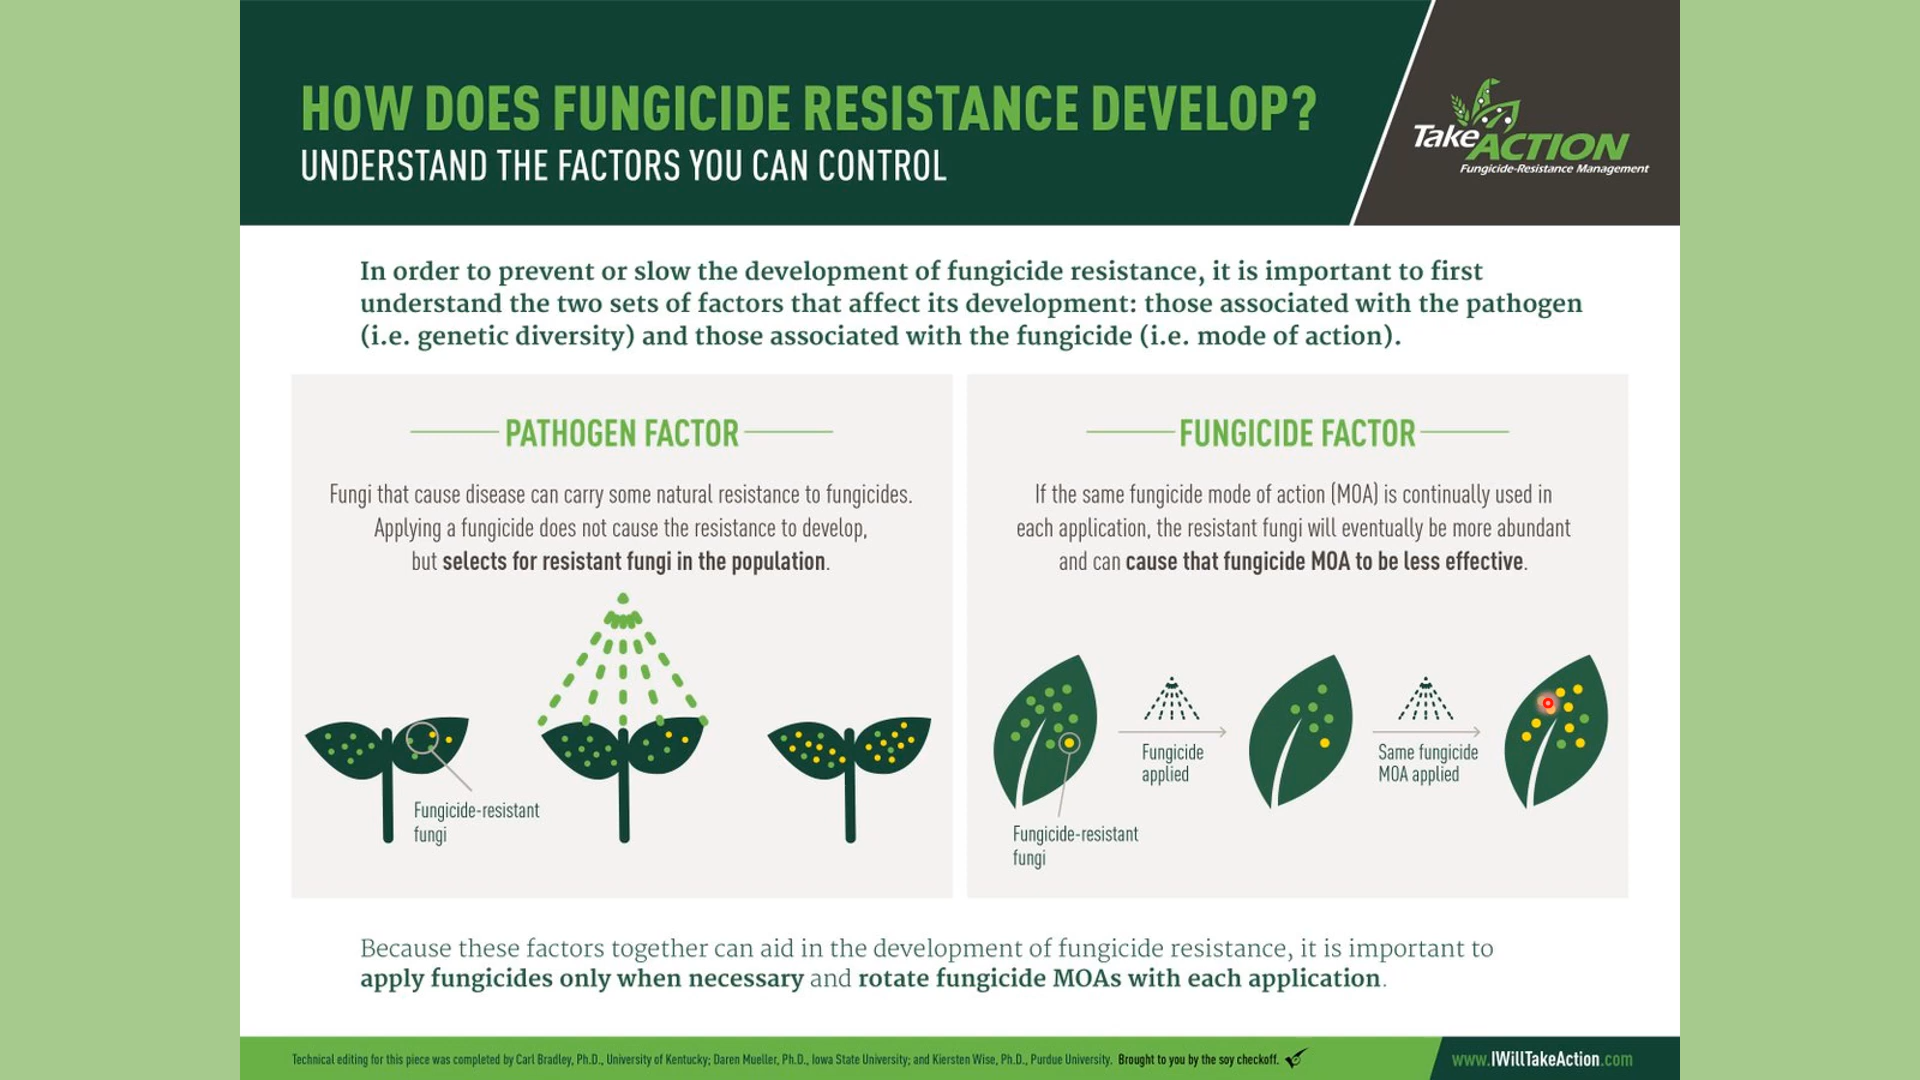 HOW DOES FUNGICIDE RESISTANCE DEVELOP?
UNDERSTAND THE FACTORS YOU CAN CONTROL
Take ACTION
Fungicide-Resistance Management
In order to prevent or slow the development of fungicide resistance, it is important to first
understand the two sets of factors that affect its development: those associated with the pathogen
(i.e. genetic diversity) and those associated with the fungicide (i.e. mode of action).
PATHOGEN FACTOR
Fungi that cause disease can carry some natural resistance to fungicides.
Applying a fungicide does not cause the resistance to develop,
but selects for resistant fungi in the population.
Fungicide-resistant
fungi
FUNGICIDE FACTOR
If the same fungicide mode of action (MOA) is continually used in
each application, the resistant fungi will eventually be more abundant
and can cause that fungicide MOA to be less effective.
Fungicide
applied
Same fungicide
MOA applied
Fungicide-resistant
fungi
Because these factors together can aid in the development of fungicide resistance, it is important to
apply fungicides only when necessary and rotate fungicide MOAs with each application.
Technical editing for this piece was completed by Carl Bradley, Ph.D., University of Kentucky; Daren Mueller, Ph.D., Iowa State University; and Kiersten Wise, Ph.D., Purdue University. Brought to you by the soy checkoff.
www.IWillTakeAction.com